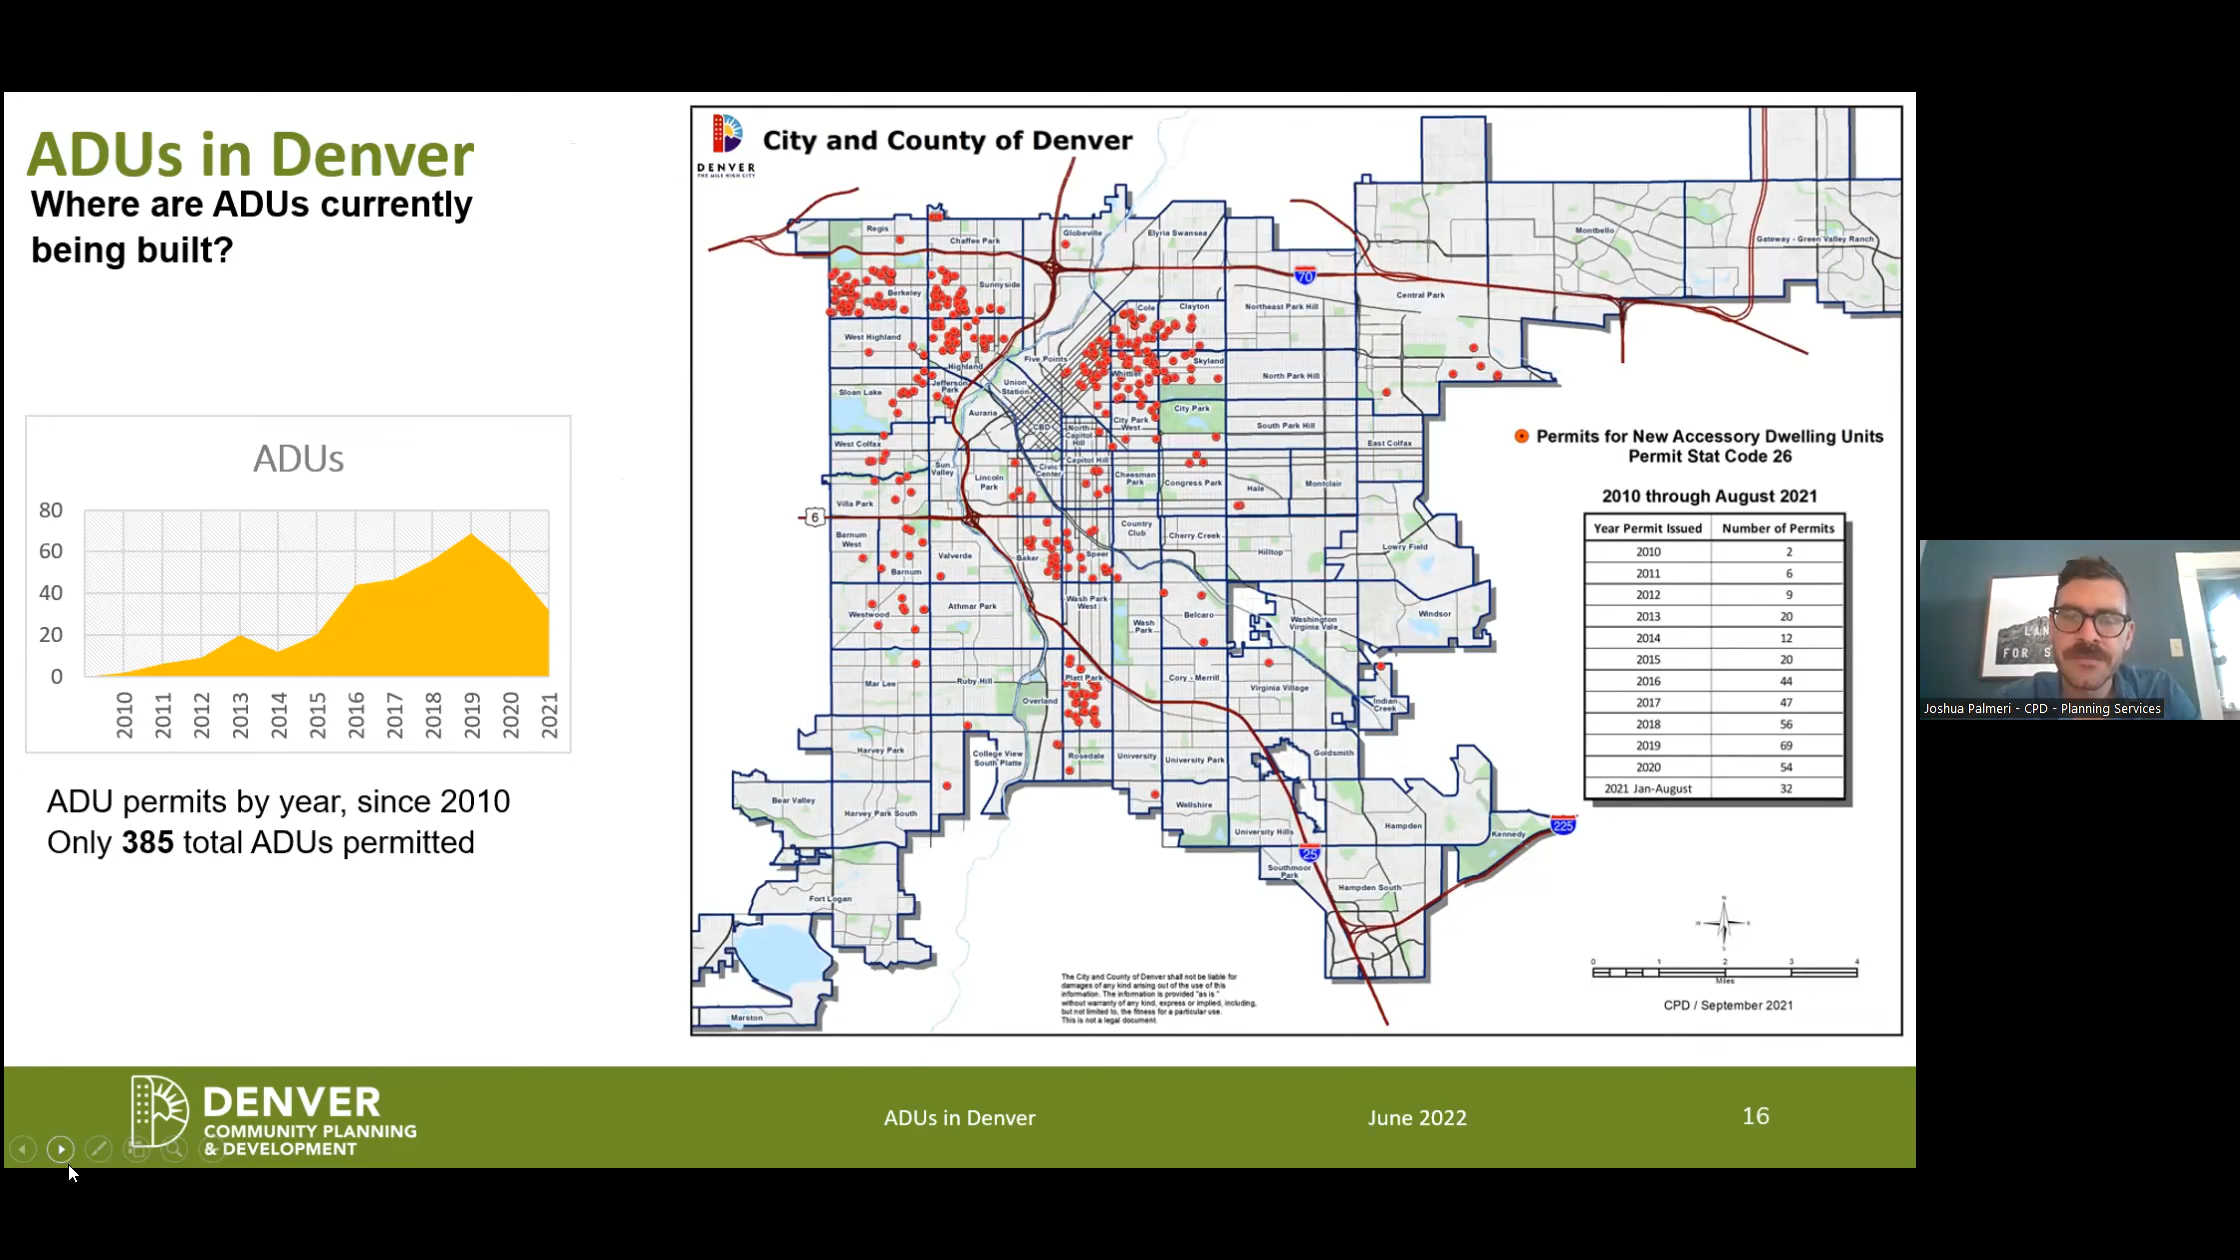 ADUs in Denver
Where are ADUs currently
being built?
ADUs
80
60
40
20
0
2010
2011
2012
2013
2014
2015
2016
2017
2018
2019
2020
2021
ADU permits by year, since 2010
Only 385 total ADUs permitted
DENVER
THE MILE HIGH CITY
City and County of Denver
Regis
Chaffee Park
Globeville
Elyria Swansea
Montbello
Gateway - Green Valley Ranch
70
Berkeley
Sunnyside
Central Park
Cole
Clayton
Northeast Park Hill
West Highland
Five Points
Highland
Skyland
Whittier
Union
Station
North Park Hill
Jefferson
Park
Sloan Lake
Auraria
City Park
City Park
West
CBD
North
Capitol
Hill
South Park Hill
West Colfax
East Colfax
Capitol Hill
Sun
Valley
Civic
Center
Lincoln
Park
Cheesman
Park
Congress Park
Hale
Montclair
Villa Park
6
Country
Club
Cherry Creek
Barnum
West
Valverde
Baker
Speer
Hilltop
Lowry Field
Barnum
Westwood
Athmar Park
Wash Park
West
Wash
Park
Belcaro
Washington
Virginia Vale
Windsor
Mar Lee
Ruby Hill
Platt Park
Cory - Merrill
Virginia Village
Overland
Indian
Creek
Harvey Park
College View
South Platte
Rosedale
University
University Park
Goldsmith
Bear Valley
Harvey Park South
Wellshire
University Hills
Hampden
Kennedy
225
25
Southmoor
Park
Hampden South
Fort Logan
Marston
Permits for New Accessory Dwelling Units
Permit Stat Code 26
2010 through August 2021
Year Permit Issued Number of Permits
2010 2
2011 6
2012 9
2013 20
2014 12
2015 20
2016 44
2017 47
2018 56
2019 69
2020 54
2021 Jan-August 32
N
W E
S
0 1 2 3 4
Miles
CPD / September 2021
The City and County of Denver shall not be liable for
damages of any kind arising out of the use of this
information. The information is provided "as is"
without warranty of any kind, express or implied, including,
but not limited to, the fitness for a particular use.
This is not a legal document.
DENVER
COMMUNITY PLANNING
& DEVELOPMENT
ADUs in Denver
June 2022
16
LAN
FOR S
Joshua Palmeri - CPD - Planning Services